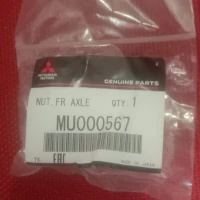 MITSUBISHI
MOTORS
GENUINE PARTS
NUT, FR AXLE QTY: 1
MU000567
EAC
MADE IN JAPAN